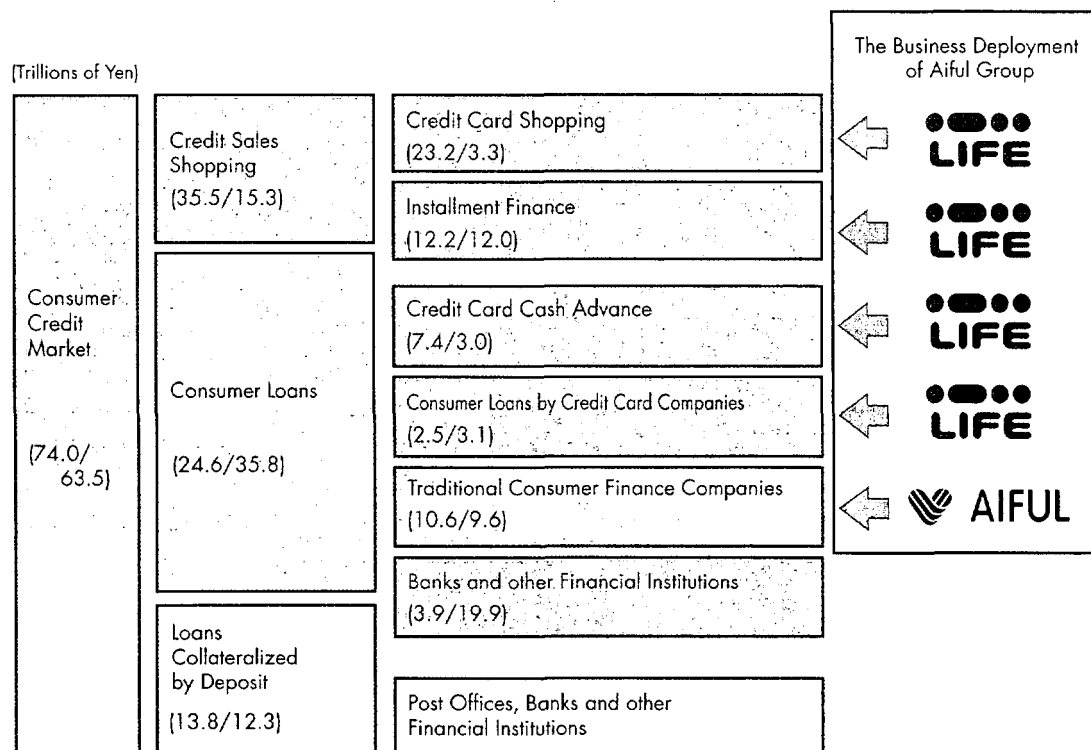 (Trillions of Yen)
Consumer
Credit
Market
(74.0/
63.5)
Credit Sales
Shopping
(35.5/15.3)
Consumer Loans
(24.6/35.8)
Loans
Collateralized
by Deposit
(13.8/12.3)
Credit Card Shopping
(23.2/3.3)
Installment Finance
(12.2/12.0)
Credit Card Cash Advance
(7.4/3.0)
Consumer Loans by Credit Card Companies
(2.5/3.1)
Traditional Consumer Finance Companies
(10.6/9.6)
Banks and other Financial Institutions
(3.9/19.9)
Post Offices, Banks and other
Financial Institutions
The Business Deployment
of Aiful Group
LIFE
LIFE
LIFE
LIFE
AIFUL